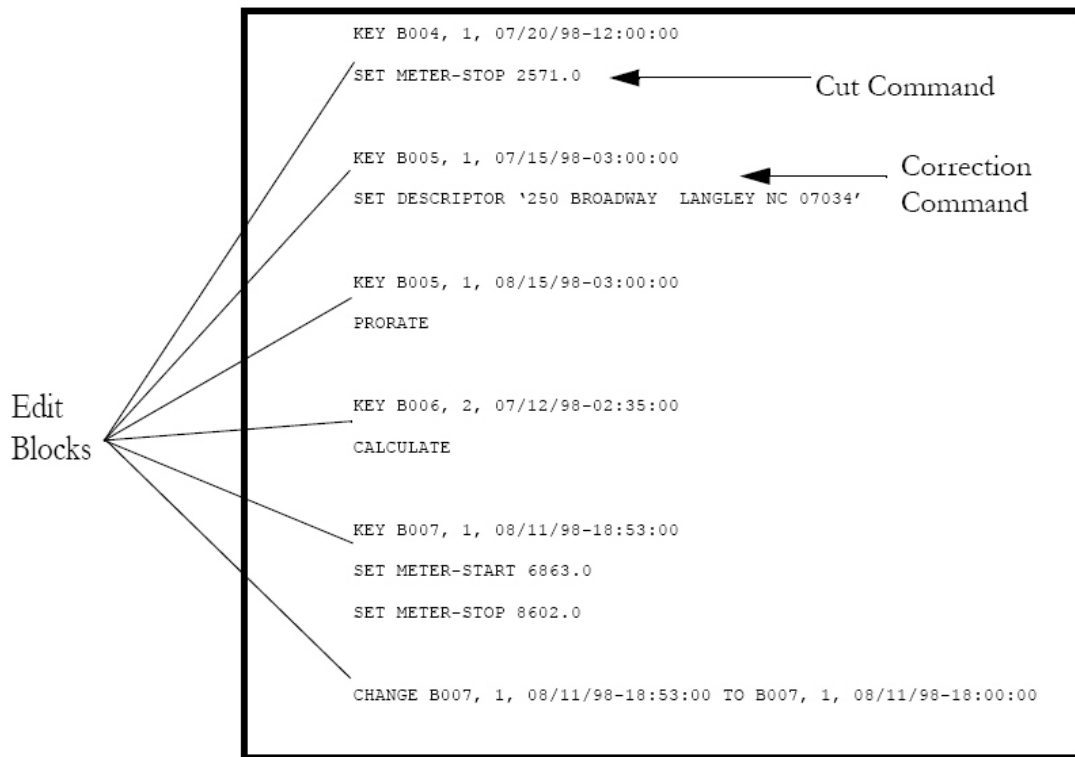 KEY B004, 1, 07/20/98-12:00:00
SET METER-STOP 2571.0
Cut Command
KEY B005, 1, 07/15/98-03:00:00
SET DESCRIPTOR ‘250 BROADWAY  LANGLEY NC 07034’
Correction
Command
KEY B005, 1, 08/15/98-03:00:00
PRORATE
Edit
Blocks
KEY B006, 2, 07/12/98-02:35:00
CALCULATE
KEY B007, 1, 08/11/98-18:53:00
SET METER-START 6863.0
SET METER-STOP 8602.0
CHANGE B007, 1, 08/11/98-18:53:00 TO B007, 1, 08/11/98-18:00:00